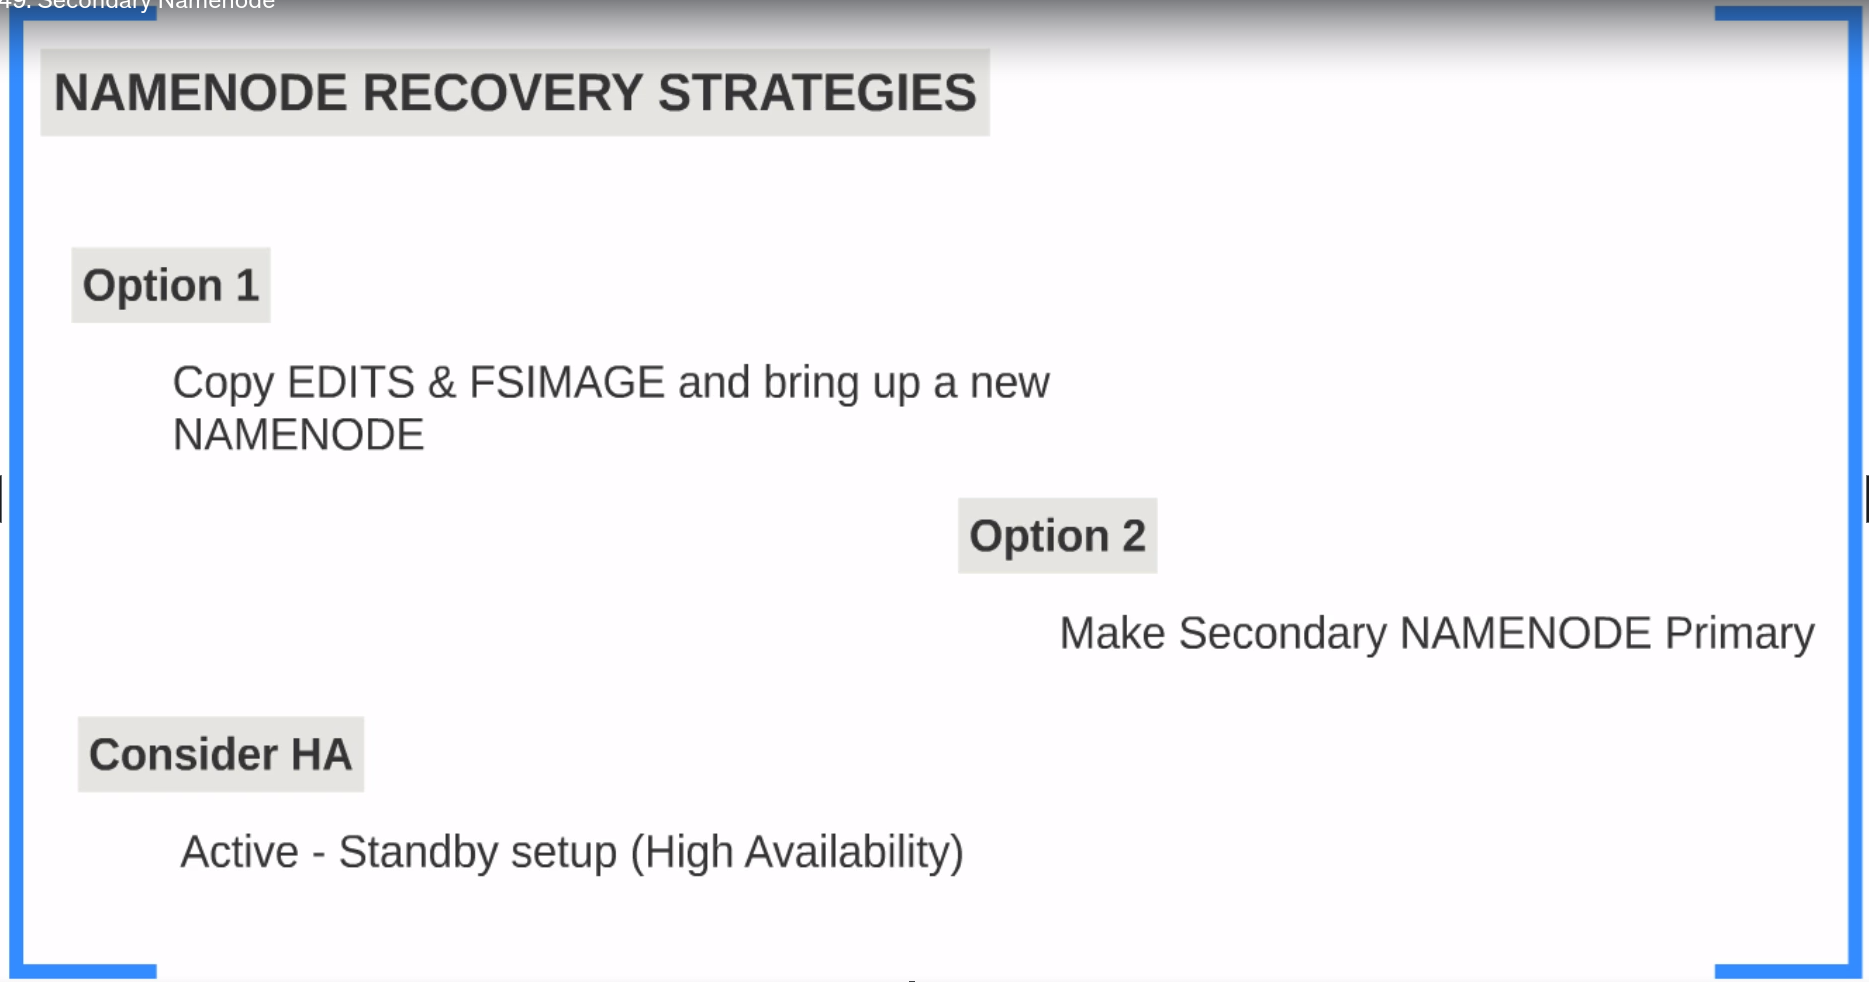 49. Secondary Namenode
NAMENODE RECOVERY STRATEGIES
Option 1
Copy EDITS & FSIMAGE and bring up a new
NAMENODE
Option 2
Make Secondary NAMENODE Primary
Consider HA
Active - Standby setup (High Availability)